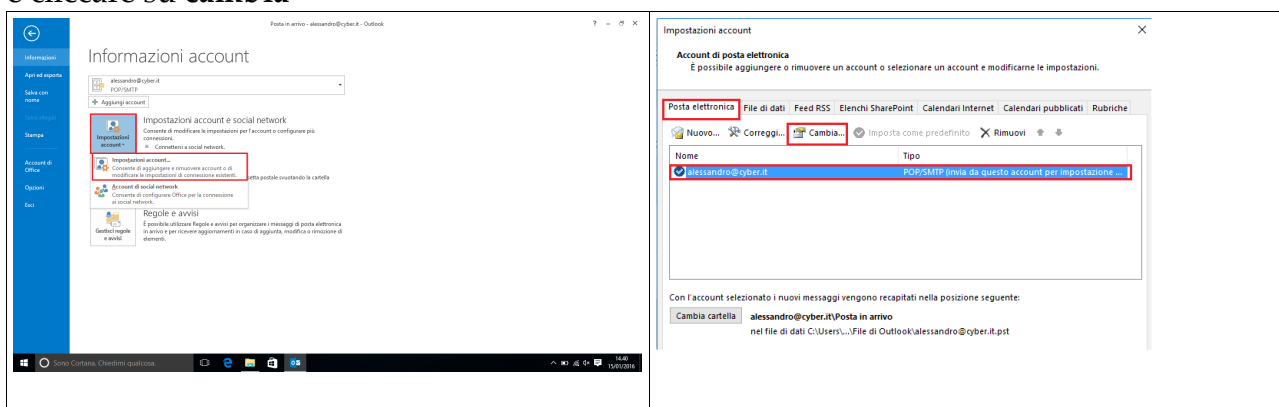 e cliccare su cambia
Posta in arrivo - alessandro@cyber.it - Outlook
Informazioni
Apri ed esporta
Salva con
nome
Salva allegati
Stampa
Account di
Office
Opzioni
Esci
Informazioni account
alessandro@cyber.it
POP/SMTP
Aggiungi account
Impostazioni
account
Impostazioni account e social network
Consente di modificare le impostazioni per l'account o configurare più
connessioni.
Connettersi a social network.
Impostazioni account...
Consente di aggiungere e rimuovere account o di
modificare le impostazioni di connessione esistenti.
setta postale svuotando la cartella
Account di social network
Consente di configurare Office per la connessione
ai social network.
Gestisci regole
e avvisi
Regole e avvisi
È possibile utilizzare Regole e avvisi per organizzare i messaggi di posta elettronica
in arrivo e per ricevere aggiornamenti in caso di aggiunta, modifica o rimozione di
elementi.
Sono Cortana. Chiedimi qualcosa.
14.40
15/01/2016
Impostazioni account
Account di posta elettronica
È possibile aggiungere o rimuovere un account o selezionare un account e modificarne le impostazioni.
Posta elettronica File di dati Feed RSS Elenchi SharePoint Calendari Internet Calendari pubblicati Rubriche
Nuovo... Correggi... Cambia... Imposta come predefinito Rimuovi
Nome Tipo
alessandro@cyber.it POP/SMTP (invia da questo account per impostazione ...
Con l'account selezionato i nuovi messaggi vengono recapitati nella posizione seguente:
Cambia cartella alessandro@cyber.it\Posta in arrivo
nel file di dati C:\Users\...\File di Outlook\alessandro@cyber.it.pst